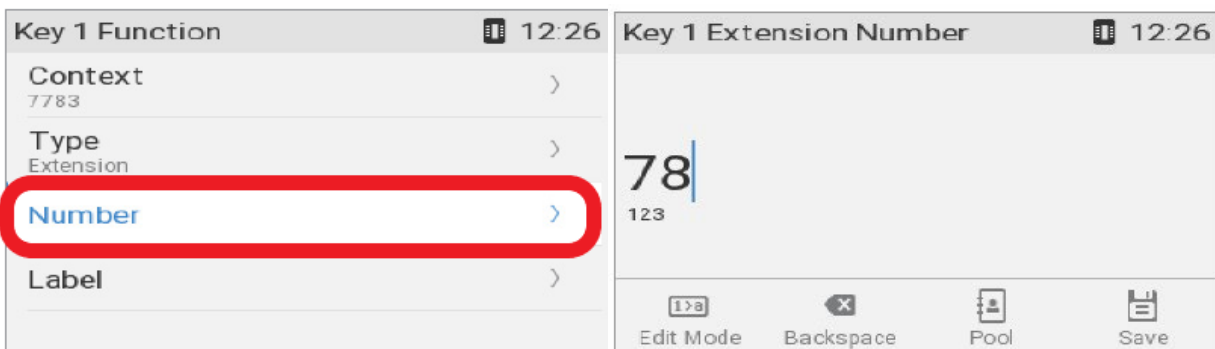 Key 1 Function 12:26
Context
7783
Type
Extension
Number
Label
Key 1 Extension Number 12:26
78
123
1>a
Edit Mode Backspace Pool Save